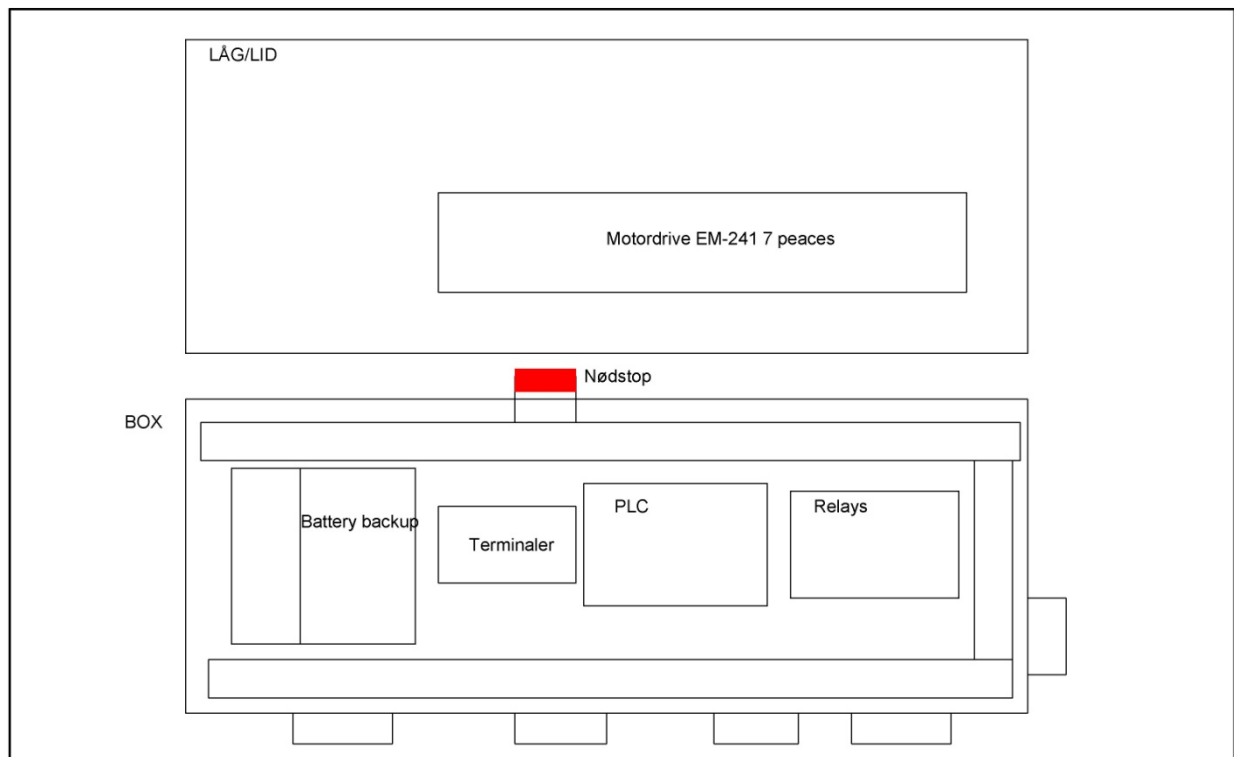 LÅG/LID
Motordrive EM-241 7 peaces
Nødstop
BOX
Battery backup
Terminaler
PLC
Relays